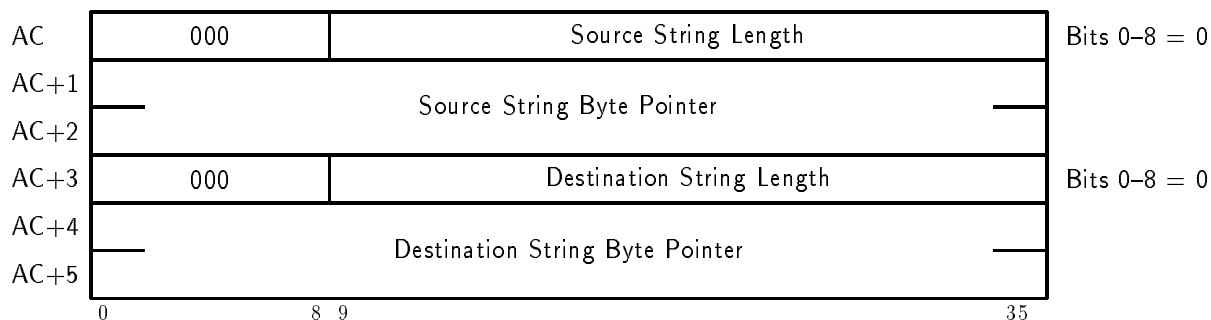 AC 000 Source String Length Bits 0–8 = 0
AC+1
Source String Byte Pointer
AC+2
AC+3 000 Destination String Length Bits 0–8 = 0
AC+4
Destination String Byte Pointer
AC+5
0 8 9 35